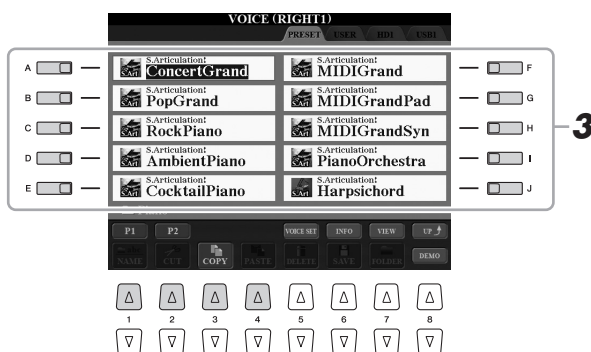 VOICE (RIGHT1)
PRESET USER HD1 USB1
A S.Articulation! ConcertGrand S.Articulation! MIDIGrand F
B S.Articulation! PopGrand S.Articulation! MIDIGrandPad G
C S.Articulation! RockPiano S.Articulation! MIDIGrandSyn H
3
D S.Articulation! AmbientPiano S.Articulation! PianoOrchestra I
E S.Articulation! CocktailPiano S.Articulation! Harpsichord J
P1 P2 VOICE SET INFO VIEW UP
NAME CUT COPY PASTE DELETE SAVE FOLDER DEMO
1 2 3 4 5 6 7 8